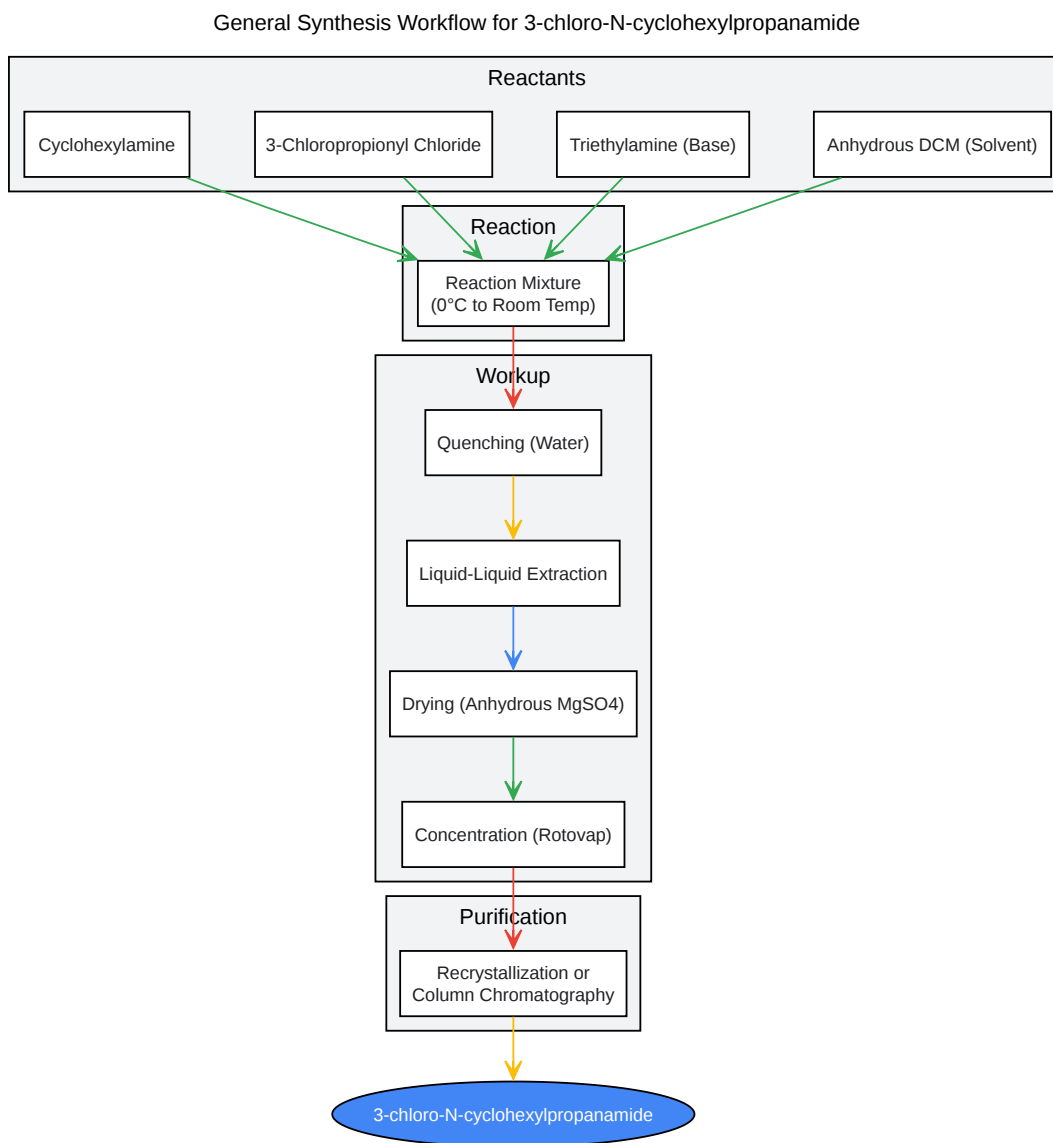 General Synthesis Workflow for 3-chloro-N-cyclohexylpropanamide
Reactants
Cyclohexylamine
3-Chloropropionyl Chloride
Triethylamine (Base)
Anhydrous DCM (Solvent)
Reaction
Reaction Mixture
(0°C to Room Temp)
Workup
Quenching (Water)
Liquid-Liquid Extraction
Drying (Anhydrous MgSO4)
Concentration (Rotovap)
Purification
Recrystallization or
Column Chromatography
3-chloro-N-cyclohexylpropanamide